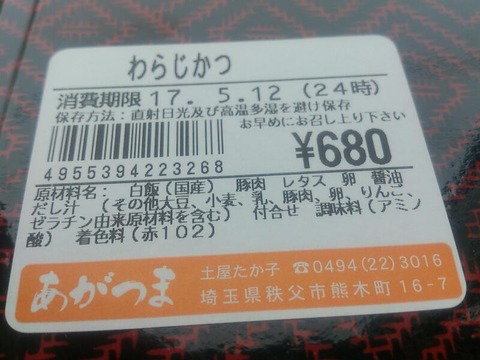 わらじかつ
消費期限 17. 5.12 (24時)
保存方法: 直射日光及び高温多湿を避け保存
お早めにお召し上り下さい
¥680
4955394223268
原材料名: 白飯(国産) 豚肉 レタス 卵 醤油
だし汁 (その他大豆、小麦、乳、豚肉、卵、りんご、
ゼラチン由来原材料を含む) 付合せ 調味料(アミノ
酸) 着色料(赤102)
あがつま
土屋たか子 ☎0494(22)3016
埼玉県秩父市熊木町16-7